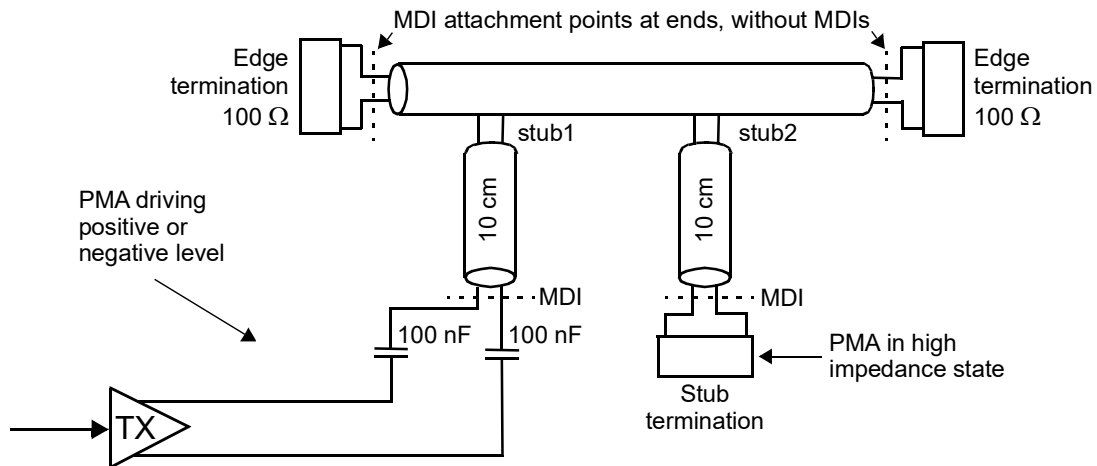 MDI attachment points at ends, without MDIs
Edge
termination
100 Ω
Edge
termination
100 Ω
stub1
stub2
10 cm
10 cm
PMA driving
positive or
negative level
MDI
MDI
100 nF
100 nF
PMA in high
impedance state
Stub
termination
TX